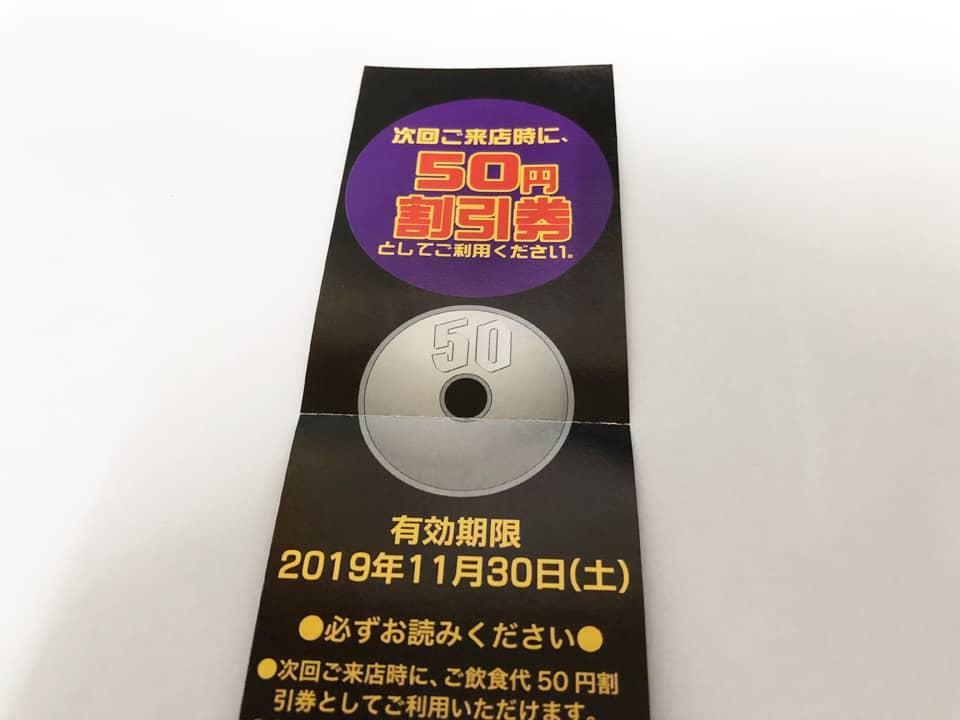 次回ご来店時に、
50円
割引券
としてご利用ください。
50
有効期限
2019年11月30日(土)
●必ずお読みください●
●次回ご来店時に、ご飲食代50円割
引券としてご利用いただけます。